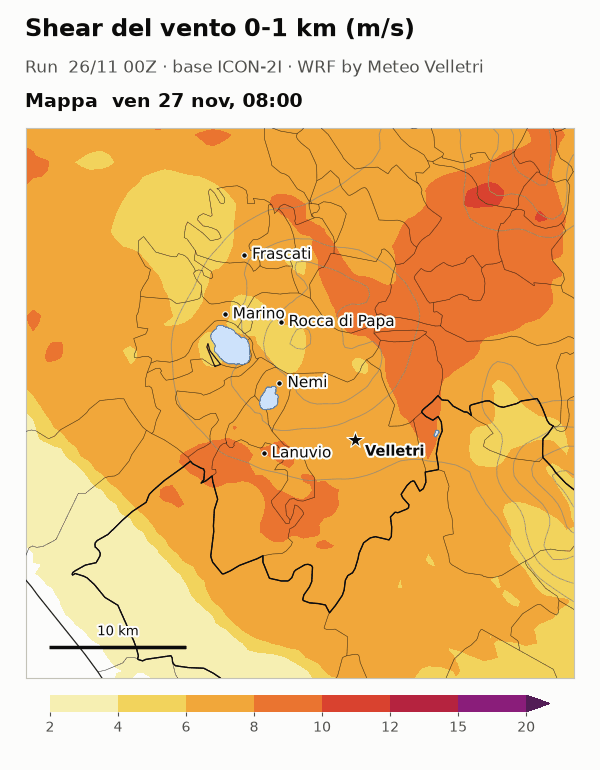 Shear del vento 0-1 km (m/s)
Run  26/11 00Z · base ICON-2I · WRF by Meteo Velletri
Mappa  ven 27 nov, 08:00
Frascati
Marino
Rocca di Papa
Nemi
Velletri
Lanuvio
10 km
2 4 6 8 10 12 15 20